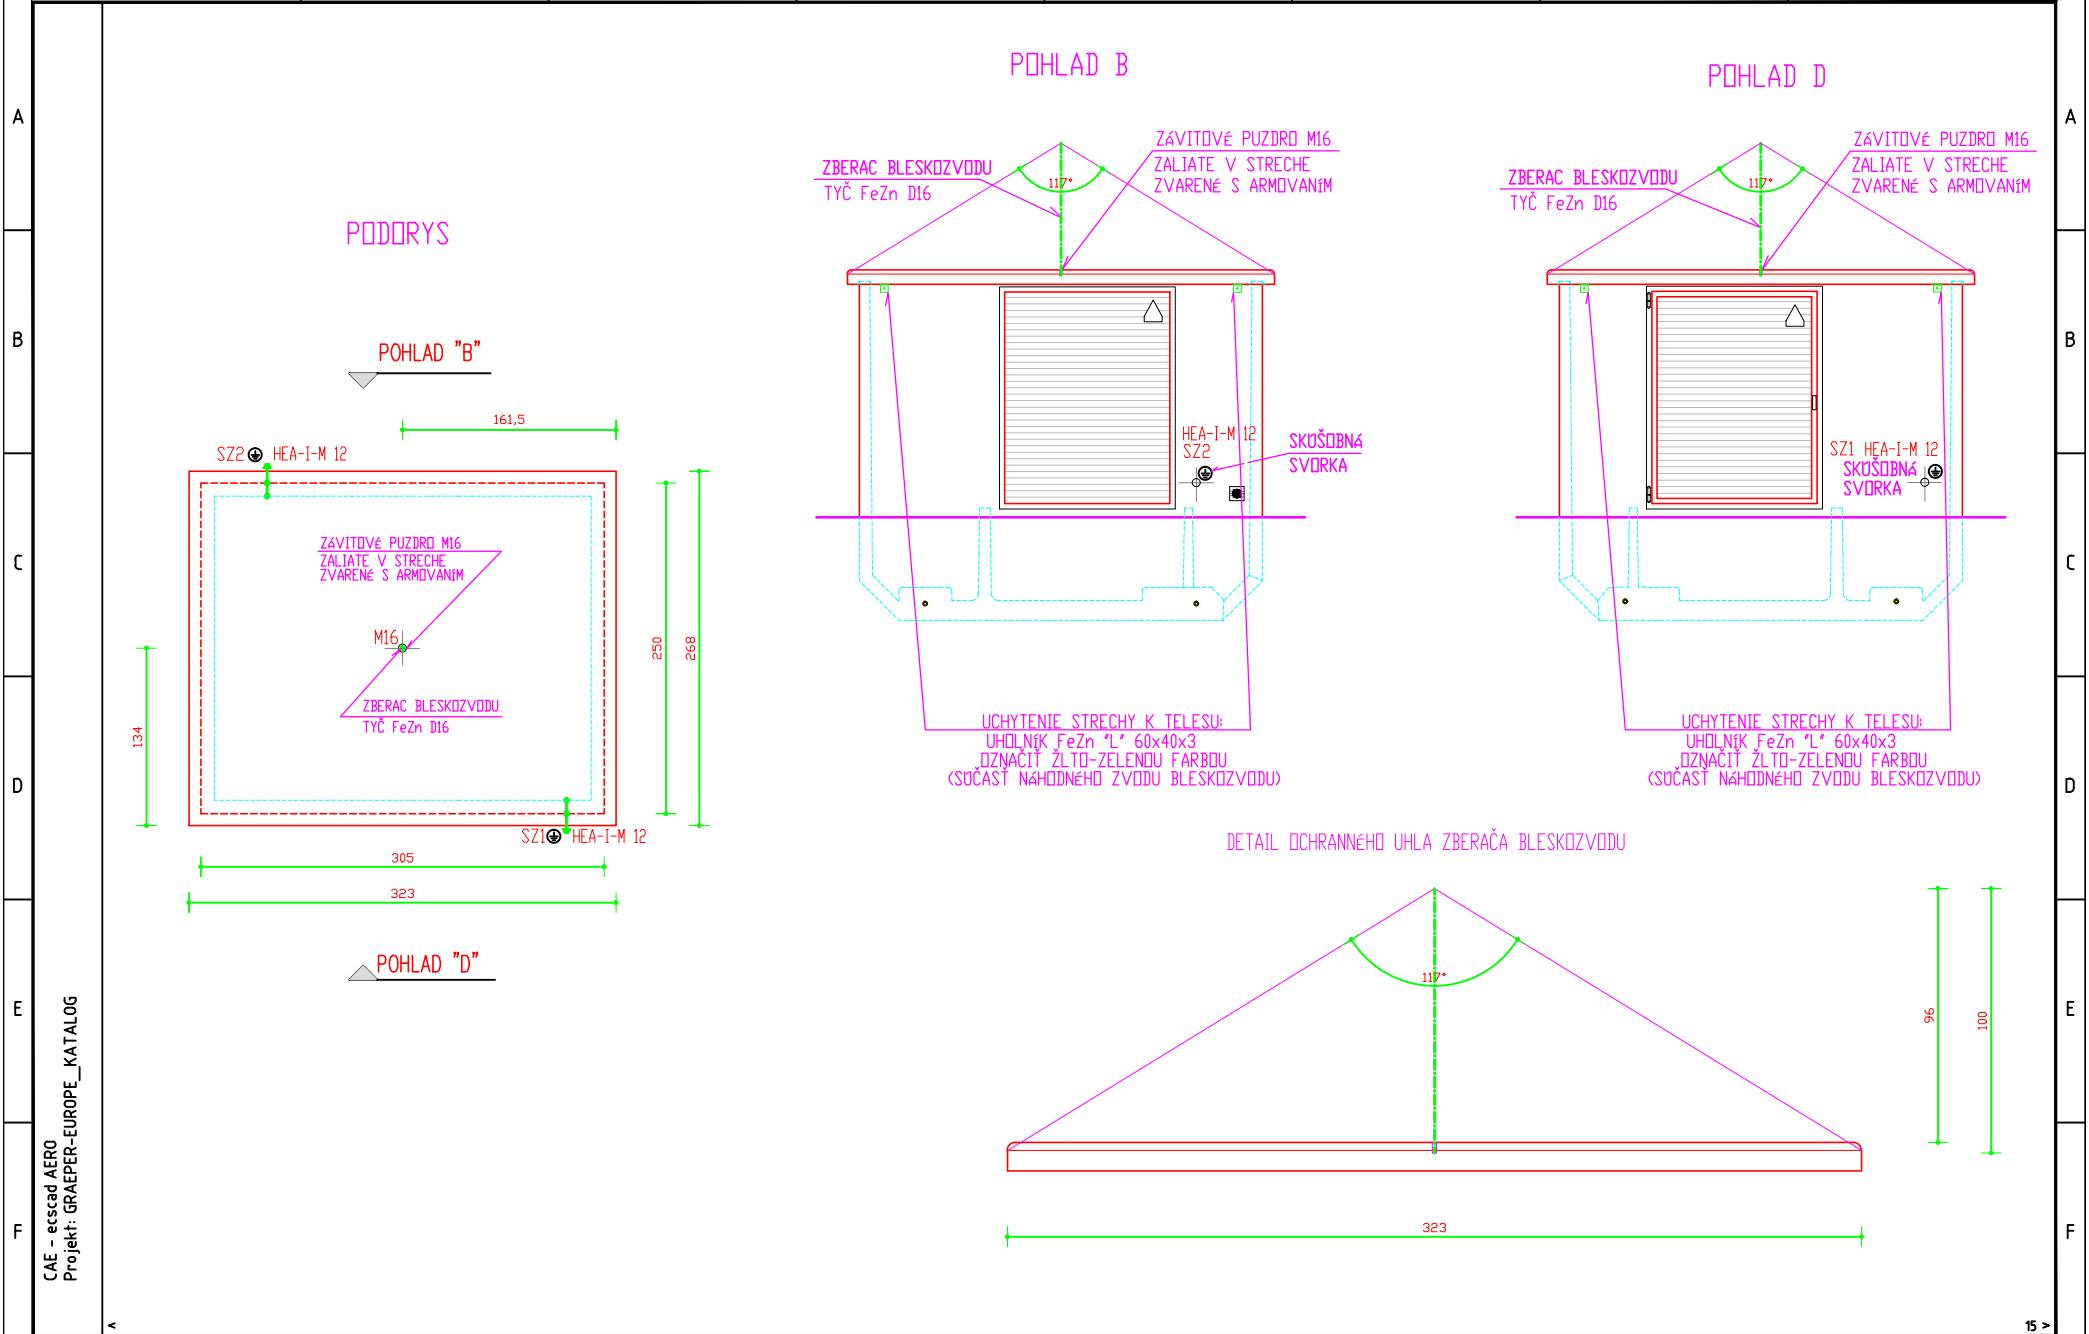 A
B
C
D
E
F
CAE - ecscad AERO
Projekt: GRAEPER-EUROPE_KATALOG
PODORYS
POHLAD "B"
161,5
SZ2 HEA-I-M 12
ZáVITOVé PUZDRO M16
ZALIATE V STRECHE
ZVARENé S ARMOVANíM
M16
ZBERAC BLESKOZVODU
TYČ FeZn D16
134
250
268
SZ1 HEA-I-M 12
305
323
POHLAD "D"
POHLAD B
ZBERAC BLESKOZVODU
TYČ FeZn D16
117°
ZáVITOVé PUZDRO M16
ZALIATE V STRECHE
ZVARENé S ARMOVANíM
HEA-I-M 12
SZ2
SKúŠOBNá
SVORKA
UCHYTENIE STRECHY K TELESU:
UHOLNíK FeZn "L" 60x40x3
OZNAČIŤ ŽLTO-ZELENOU FARBOU
(SúČASŤ NáHODNéHO ZVODU BLESKOZVODU)
POHLAD D
ZBERAC BLESKOZVODU
TYČ FeZn D16
117°
ZáVITOVé PUZDRO M16
ZALIATE V STRECHE
ZVARENé S ARMOVANíM
SZ1 HEA-I-M 12
SKúŠOBNá
SVORKA
UCHYTENIE STRECHY K TELESU:
UHOLNíK FeZn "L" 60x40x3
OZNAČIŤ ŽLTO-ZELENOU FARBOU
(SúČASŤ NáHODNéHO ZVODU BLESKOZVODU)
DETAIL OCHRANNéHO UHLA ZBERAČA BLESKOZVODU
117°
96
100
323
A
B
C
D
E
F
<
15 >